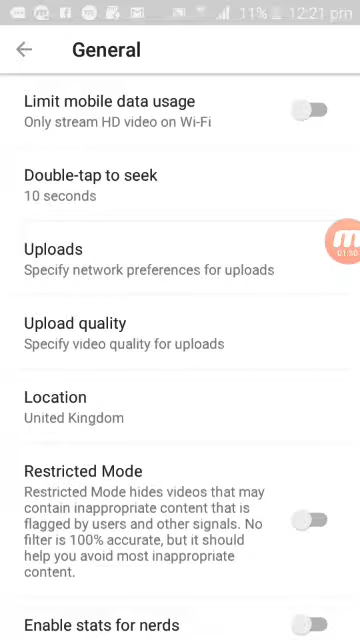 11% 12:21 pm
General
Limit mobile data usage
Only stream HD video on Wi-Fi
Double-tap to seek
10 seconds
Uploads
Specify network preferences for uploads
01:50
Upload quality
Specify video quality for uploads
Location
United Kingdom
Restricted Mode
Restricted Mode hides videos that may
contain inappropriate content that is
flagged by users and other signals. No
filter is 100% accurate, but it should
help you avoid most inappropriate
content.
Enable stats for nerds